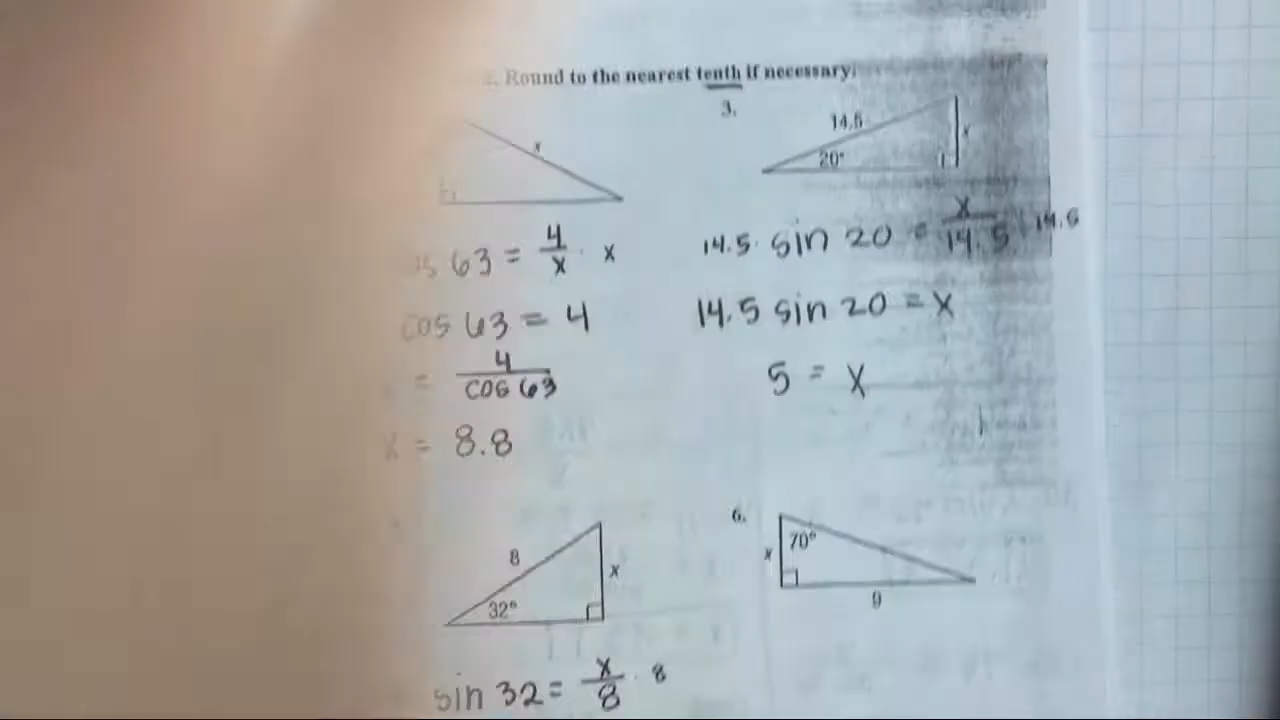 Round to the nearest tenth if necessary.
x
63 = 4/x · x
cos 63 = 4
= 4/cos 63
x = 8.8
3.
14.5
20°
x
14.5 · sin 20 = x/14.5 · 14.5
14.5 sin 20 = x
5 = x
8
32°
x
sin 32 = x/8 · 8
6.
70°
x
9